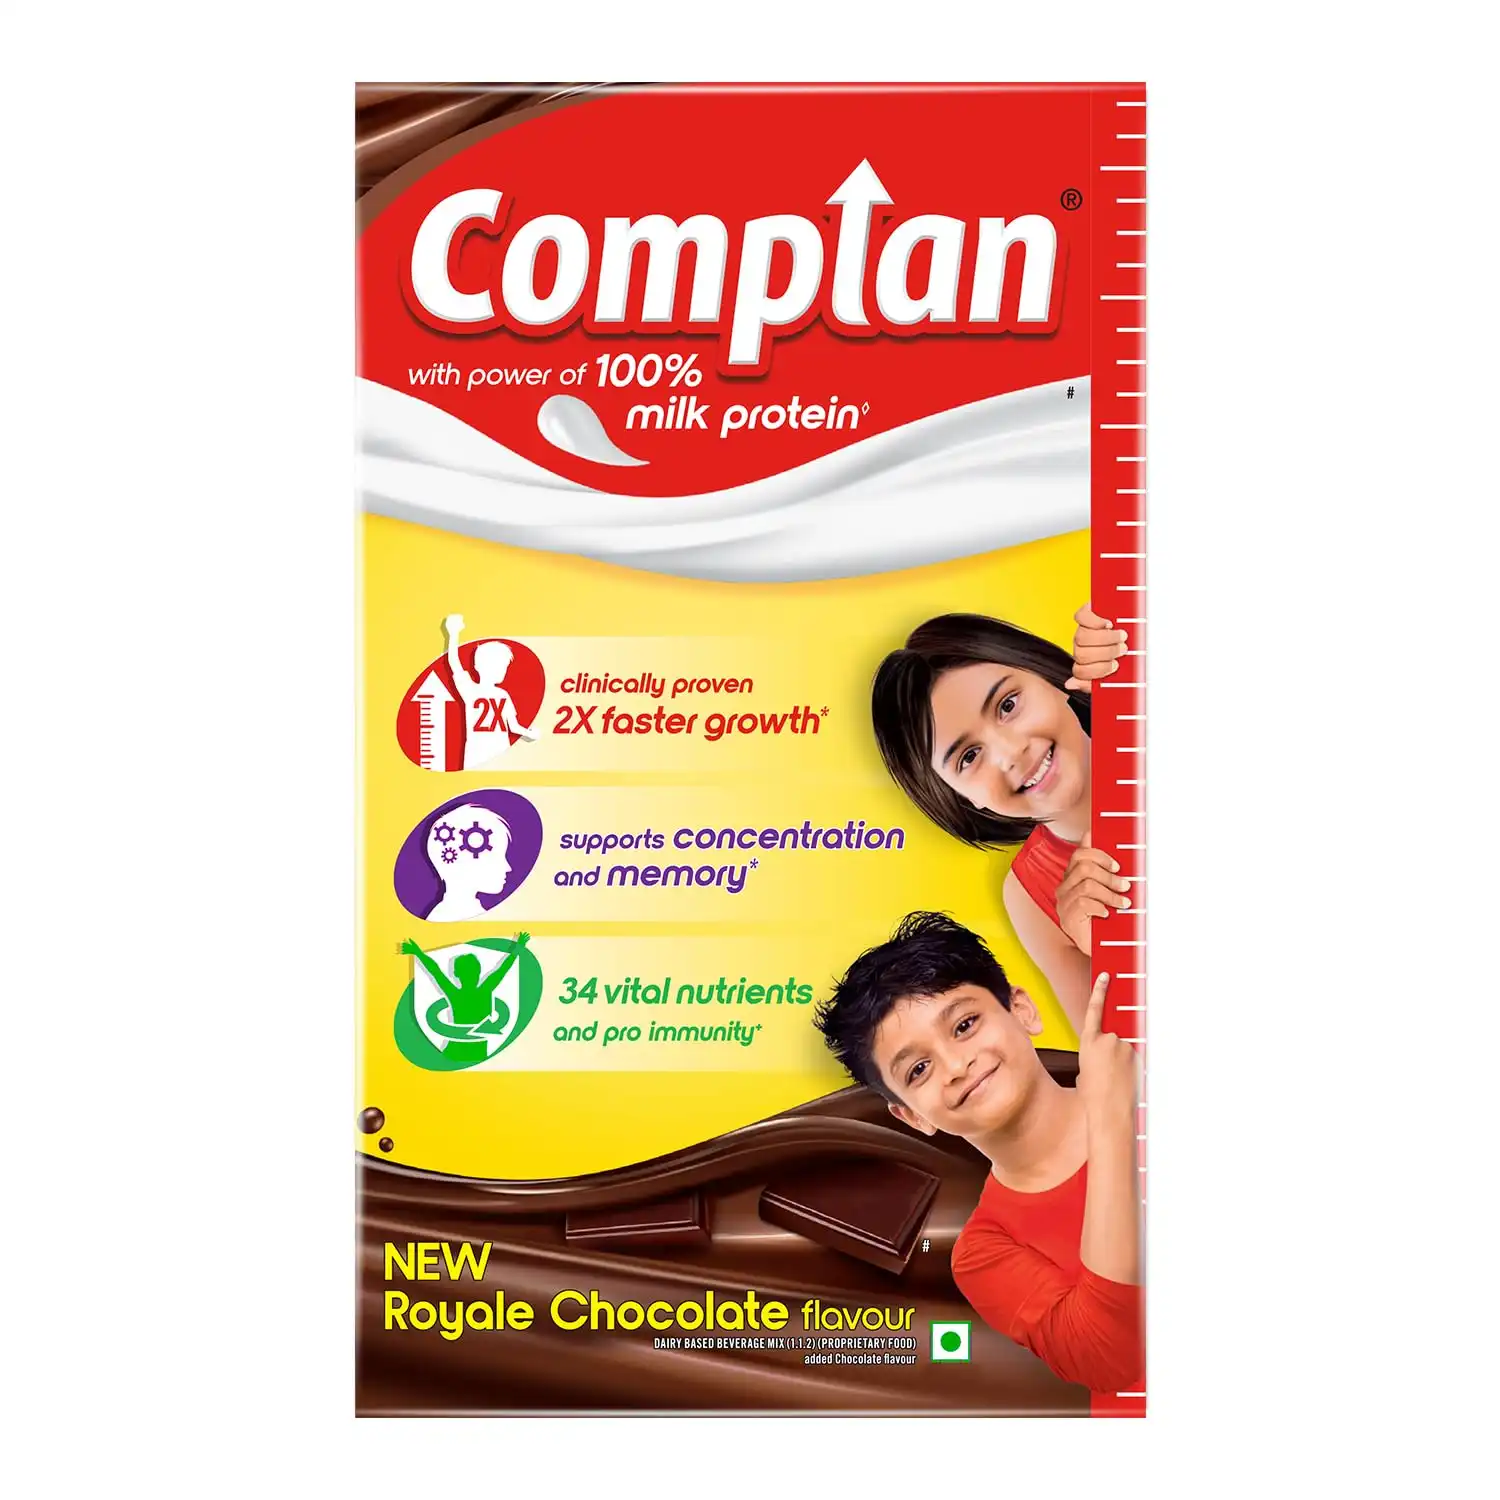 Complan®
with power of 100%
milk protein◊
#
2X
clinically proven
2X faster growth*
supports concentration
and memory*
34 vital nutrients
and pro immunity+
NEW
#
Royale Chocolate flavour
DAIRY BASED BEVERAGE MIX (1.1.2) (PROPRIETARY FOOD)
added Chocolate flavour